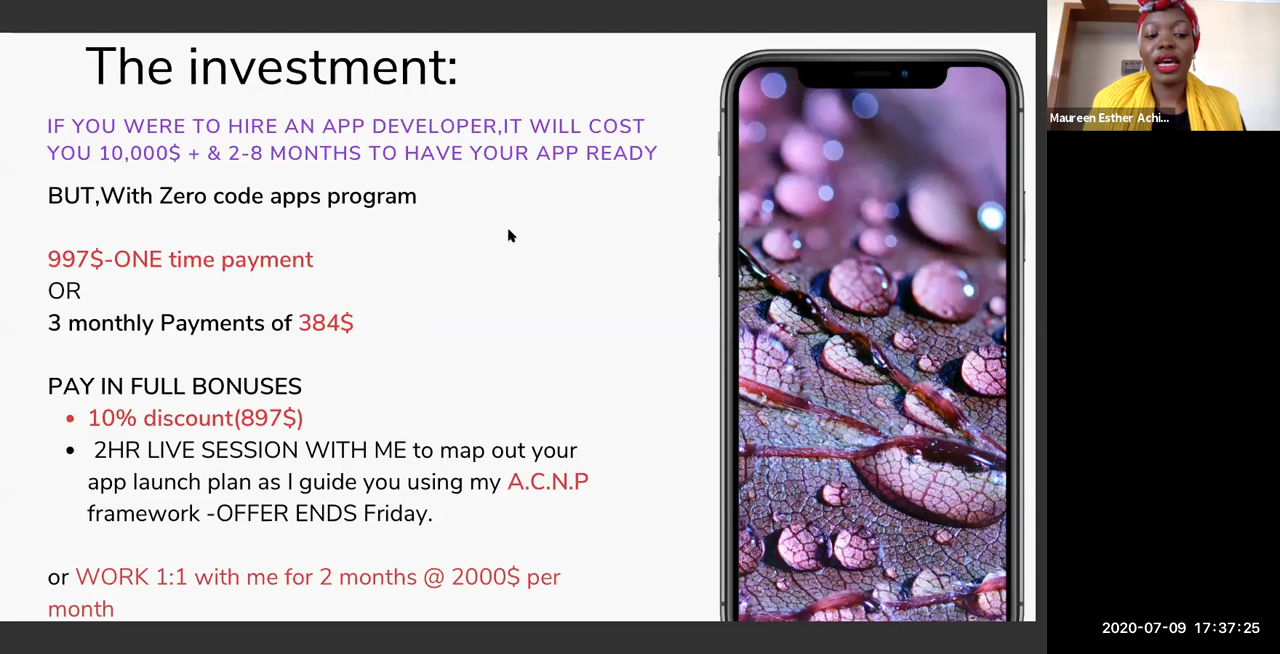 The investment:
IF YOU WERE TO HIRE AN APP DEVELOPER,IT WILL COST
YOU 10,000$ + & 2-8 MONTHS TO HAVE YOUR APP READY
BUT,With Zero code apps program
997$-ONE time payment
OR
3 monthly Payments of 384$
PAY IN FULL BONUSES
10% discount(897$)
2HR LIVE SESSION WITH ME to map out your
app launch plan as I guide you using my A.C.N.P
framework -OFFER ENDS Friday.
or WORK 1:1 with me for 2 months @ 2000$ per
month
Maureen Esther Achi...
2020-07-09 17:37:25